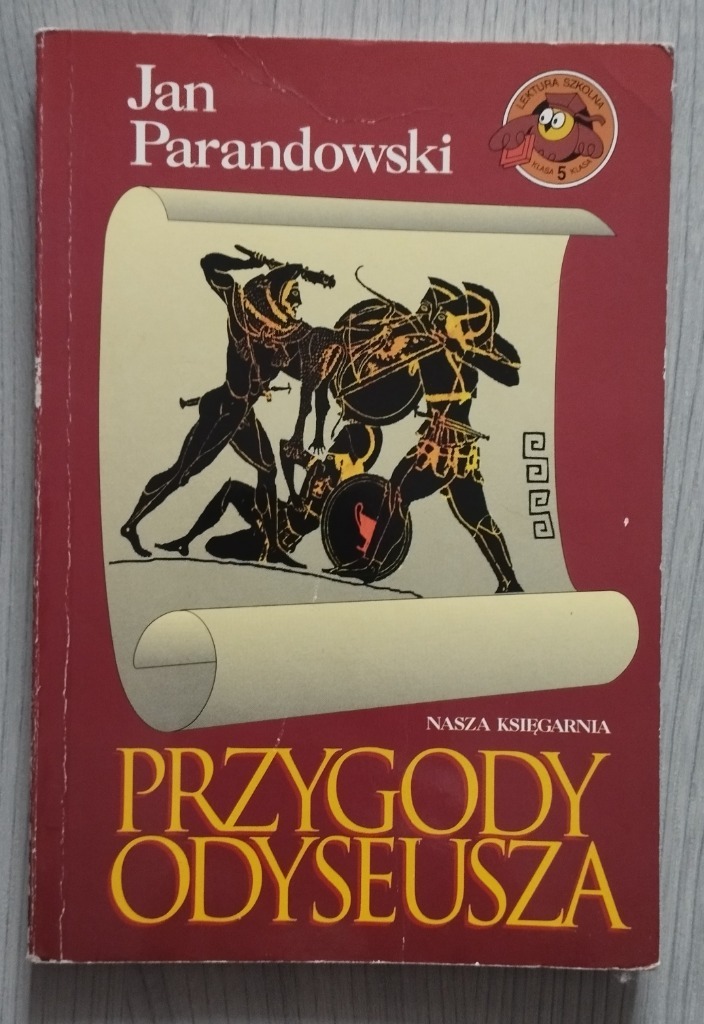 Jan
Parandowski
LEKTURA SZKOLNA
KLASA 5 KLASA
NASZA KSIĘGARNIA
PRZYGODY
ODYSEUSZA